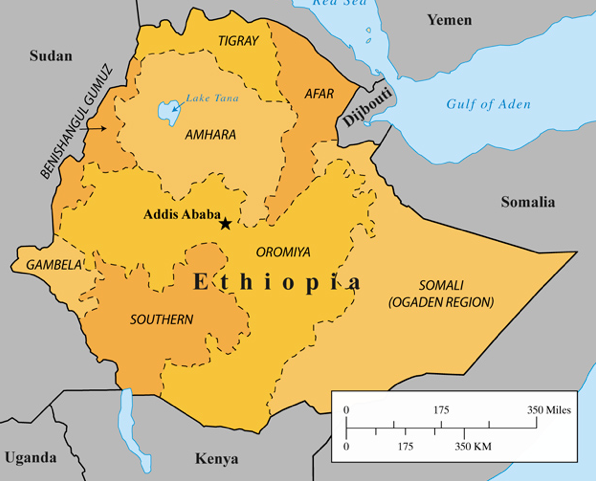 Red Sea
Yemen
Sudan
TIGRAY
BENISHANGUL GUMUZ
Lake Tana
AFAR
Djibouti
Gulf of Aden
AMHARA
Somalia
Addis Ababa
OROMIYA
GAMBELA
Ethiopia
SOMALI
(OGADEN REGION)
SOUTHERN
0 175 350 Miles
0 175 350 KM
Uganda
Kenya